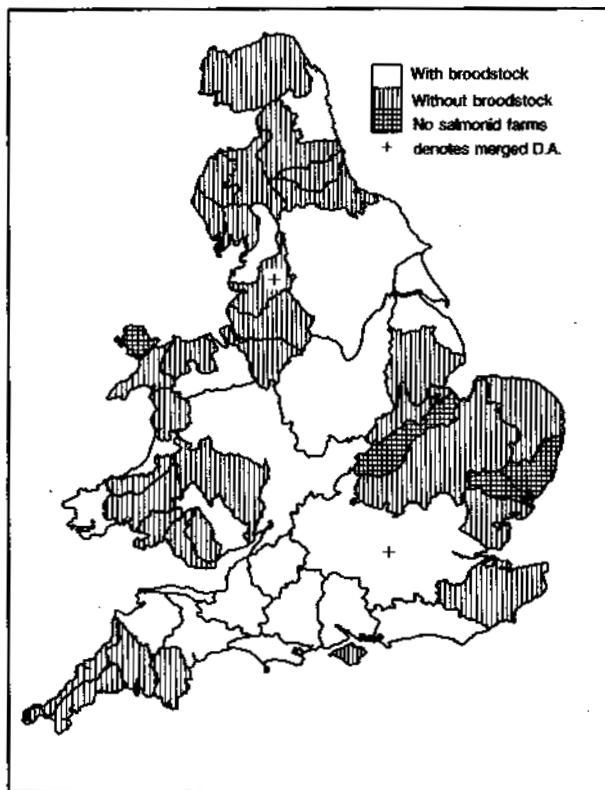 With broodstock
Without broodstock
No salmonid farms
+ denotes merged D.A.